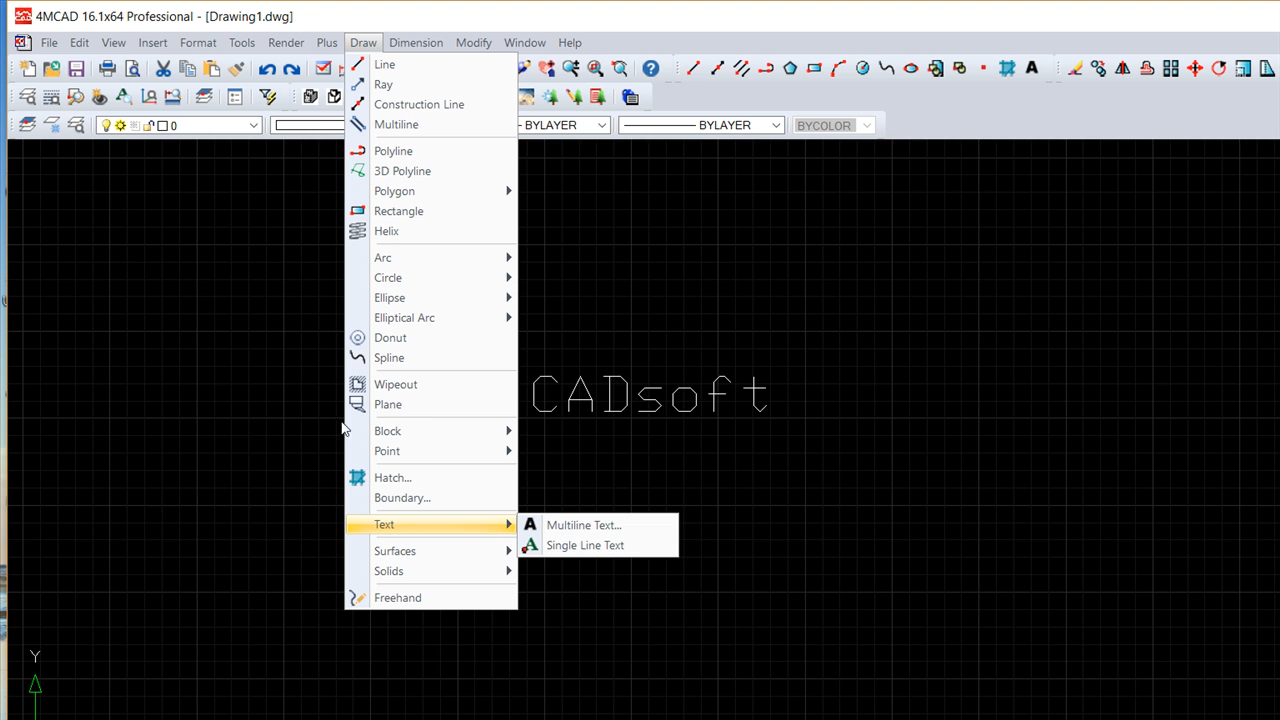 4MCAD 16.1x64 Professional - [Drawing1.dwg]
File Edit View Insert Format Tools Render Plus Draw Dimension Modify Window Help
0 BYLAYER BYLAYER BYCOLOR
Line
Ray
Construction Line
Multiline
Polyline
3D Polyline
Polygon
Rectangle
Helix
Arc
Circle
Ellipse
Elliptical Arc
Donut
Spline
Wipeout
Plane
Block
Point
Hatch...
Boundary...
Text
Surfaces
Solids
Freehand
Multiline Text...
Single Line Text
CADsoft
Y